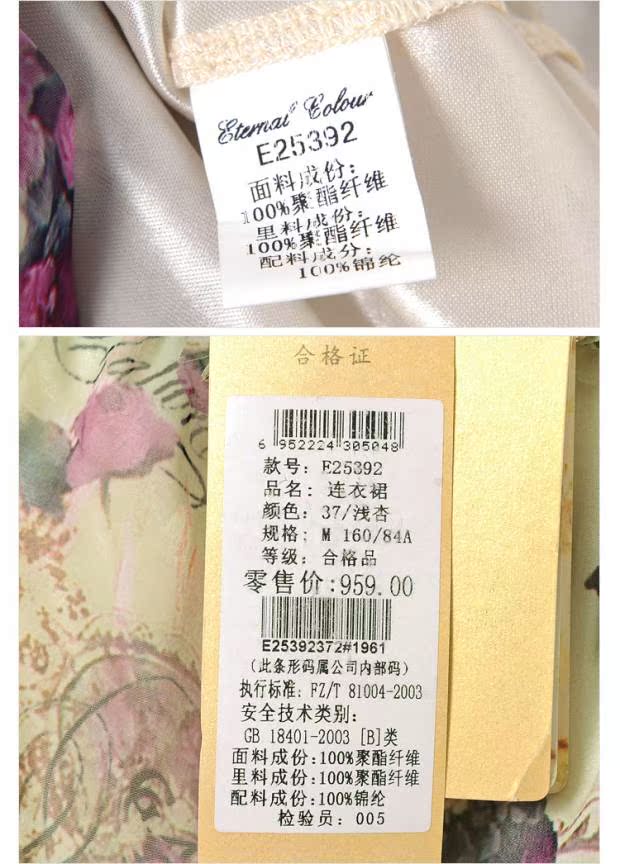 Eternal Colour
E25392
面料成份:
100%聚酯纤维
里料成份:
100%聚酯纤维
配料成分:
100%锦纶
合格证
6 952224 305048
款号: E25392
品名: 连衣裙
颜色: 37/浅杏
规格: M 160/84A
等级: 合格品
零售价:959.00
E25392372#1961
(此条形码属公司内部码)
执行标准: FZ/T 81004-2003
安全技术类别:
GB 18401-2003 [B]类
面料成份:100%聚酯纤维
里料成份:100%聚酯纤维
配料成份:100%锦纶
检验员: 005